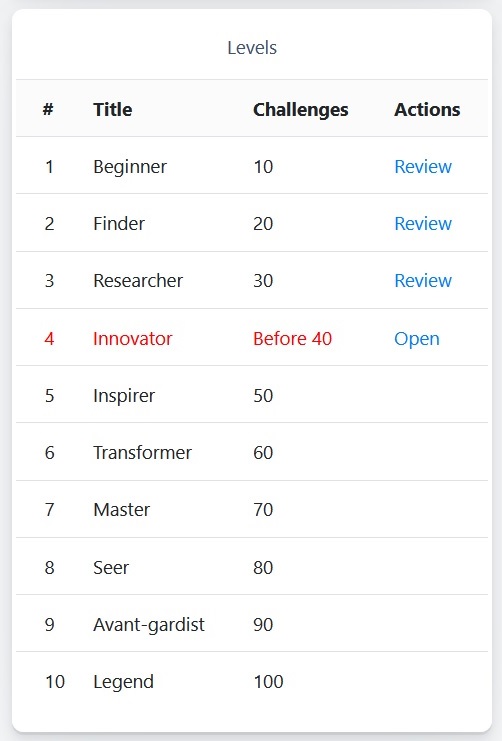 Levels
# Title Challenges Actions
1 Beginner 10 Review
2 Finder 20 Review
3 Researcher 30 Review
4 Innovator Before 40 Open
5 Inspirer 50
6 Transformer 60
7 Master 70
8 Seer 80
9 Avant-gardist 90
10 Legend 100